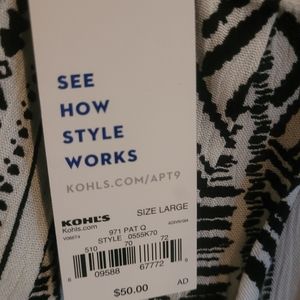 SEE
HOW
STYLE
WORKS
KOHLS.COM/APT9
KOHL'S
SIZE LARGE
Kohls.com
971 PAT Q
STYLE 0555K70
510 70 72
6 09588 67772
$50.00
AD